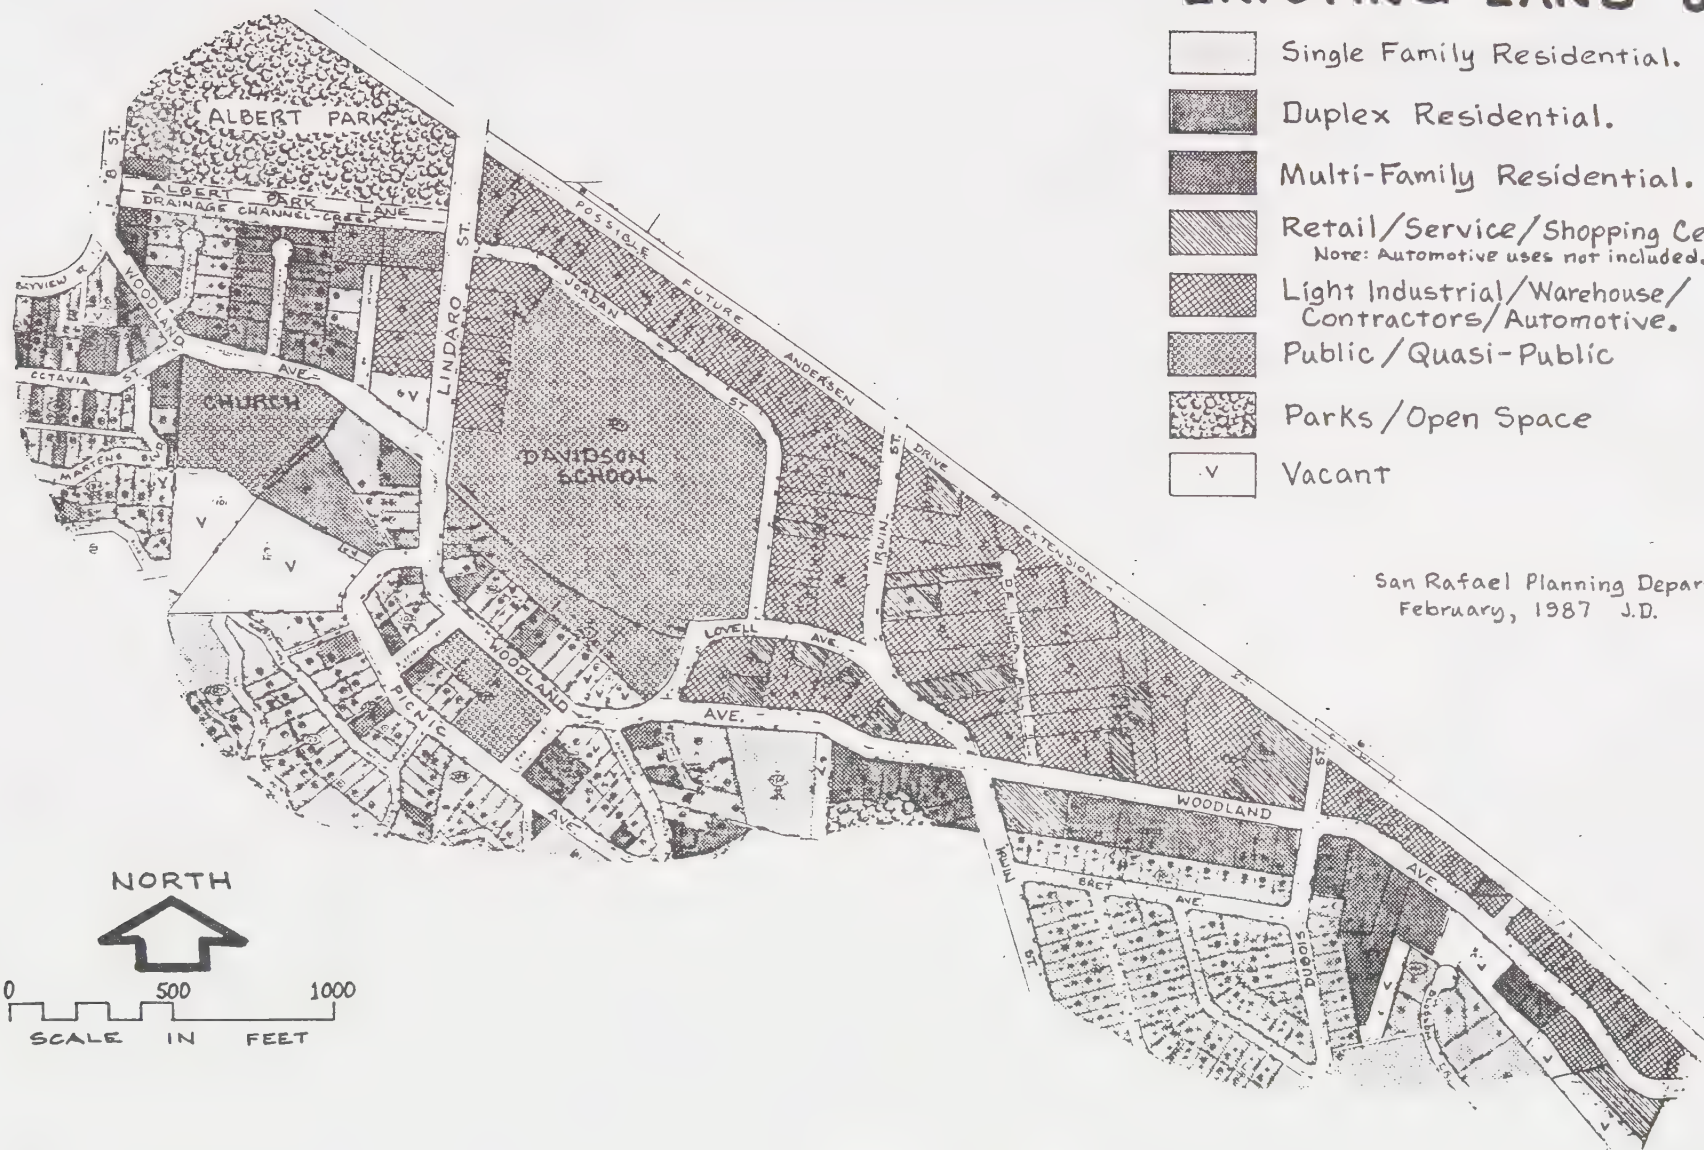 Single Family Residential.
Duplex Residential.
Multi-Family Residential.
Retail/Service/Shopping
Note: Automotive uses not included.
Light Industrial/Warehouse/
Contractors/Automotive.
Public/Quasi-Public
Parks/Open Space
V
Vacant
San Rafael Planning
February, 1987 J.D.
ALBERT PARK
B ST.
ALBERT PARK LANE
DRAINAGE CHANNEL-CREEK
LINDARO ST.
POSSIBLE FUTURE ANDERSEN DRIVE EXTENSION
JORDAN ST.
WOODLAND AVE.
ST.
CHURCH
V
DAVIDSON
SCHOOL
IRWIN ST.
V
V
LOVELL AVE.
WOODLAND AVE.
PICNIC AVE.
V V V
WOODLAND AVE.
ST.
IRWIN ST.
BRET AVE.
DUBOIS
V
V
V
V
V
NORTH
0 500 1000
SCALE IN FEET